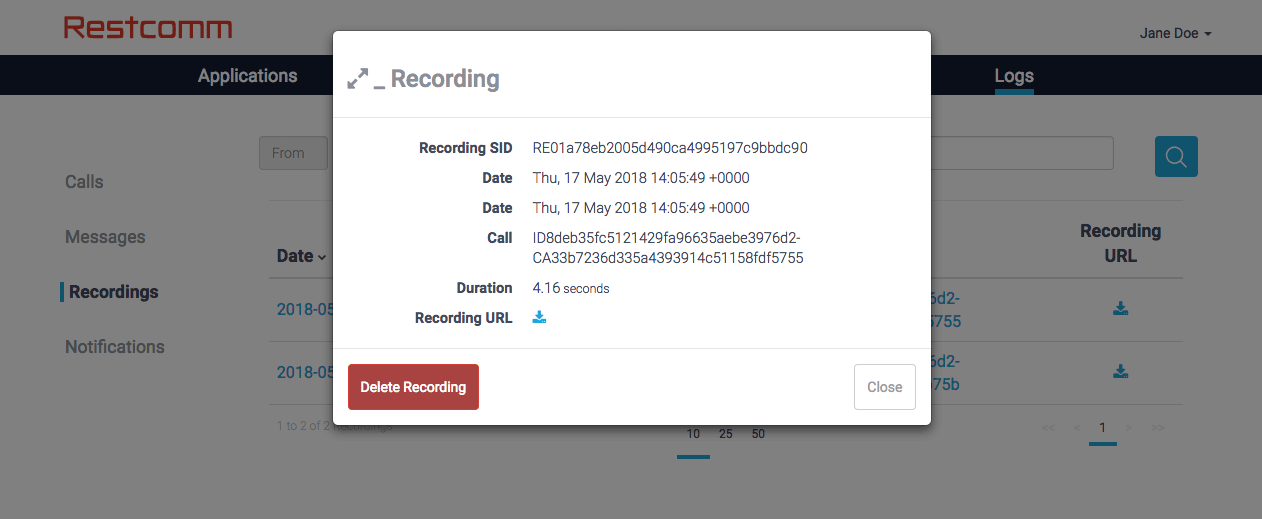 Restcomm
Jane Doe
Applications
Logs
_ Recording
From
Calls
Messages
Recordings
Notifications
Recording SID RE01a78eb2005d490ca4995197c9bbdc90
Date Thu, 17 May 2018 14:05:49 +0000
Date Thu, 17 May 2018 14:05:49 +0000
Call ID8deb35fc5121429fa96635aebe3976d2-
CA33b7236d335a4393914c51158fdf5755
Duration 4.16 seconds
Recording URL
Delete Recording
Close
Date
Recording
URL
2018-05
6d2-
5755
2018-05
6d2-
575b
1 to 2 of 2 recordings
10 25 50
<< < 1 > >>